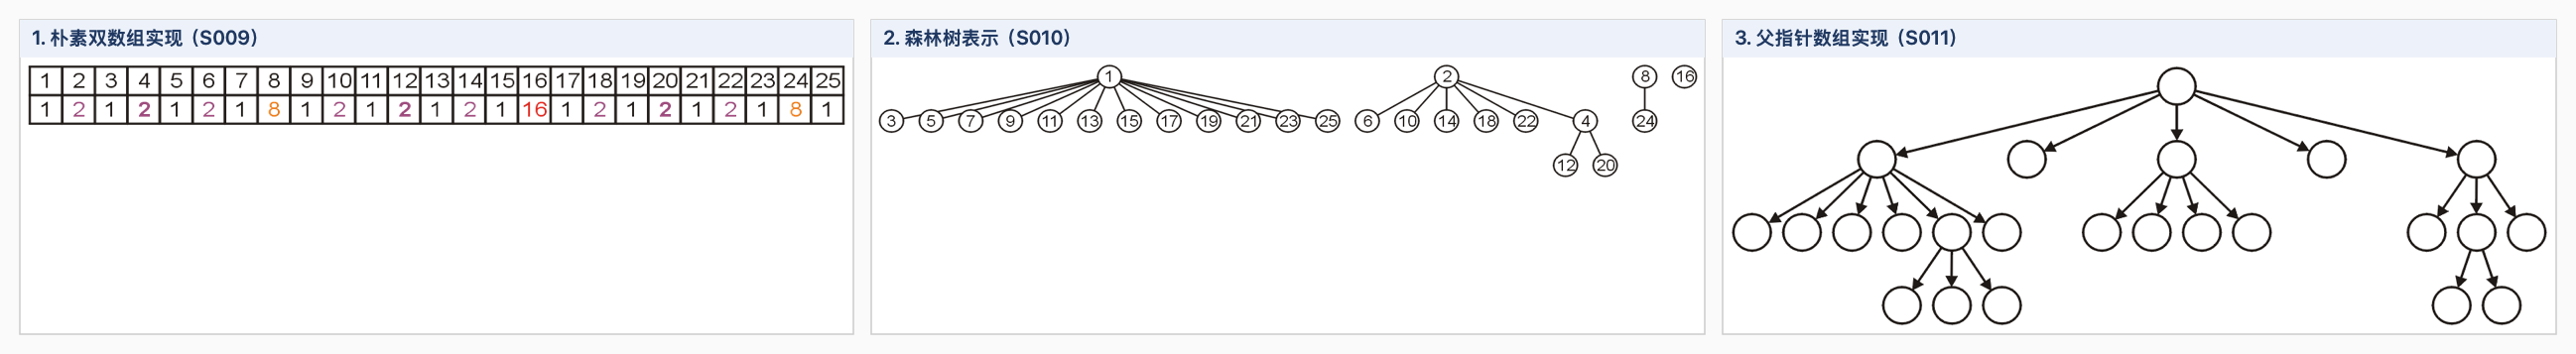 1. 朴素双数组实现（S009）
1 2 3 4 5 6 7 8 9 10 11 12 13 14 15 16 17 18 19 20 21 22 23 24 25
1 2 1 2 1 2 1 8 1 2 1 2 1 2 1 16 1 2 1 2 1 2 1 8 1
2. 森林树表示（S010）
1 2 8 16
3 5 7 9 11 13 15 17 19 21 23 25 6 10 14 18 22 4 24
12 20
3. 父指针数组实现（S011）